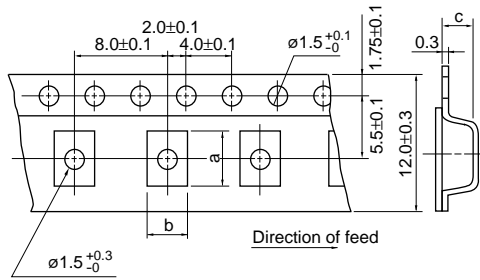 2.0±0.1
8.0±0.1
4.0±0.1
ø1.5 +0.1 -0
1.75±0.1
c
0.3
5.5±0.1
12.0±0.3
a
b
Direction of feed
ø1.5 +0.3 -0